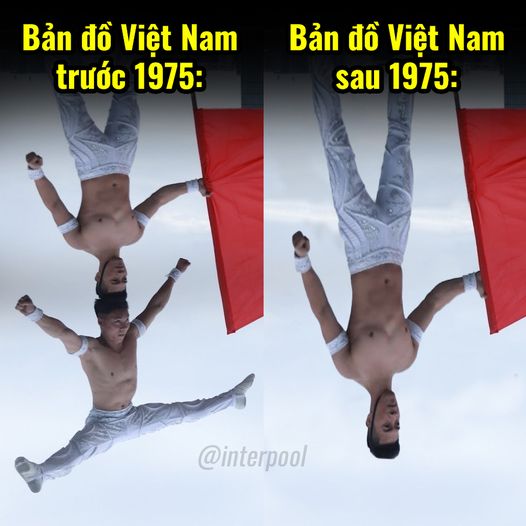 Bản đồ Việt Nam
trước 1975:
Bản đồ Việt Nam
sau 1975:
@interpool